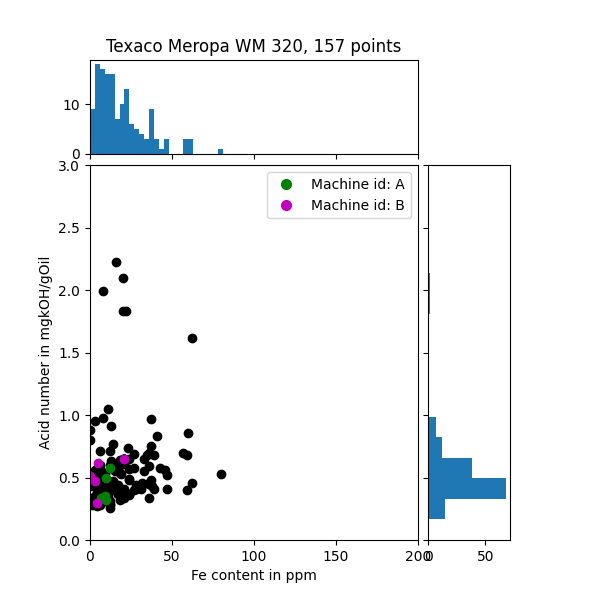 Texaco Meropa WM 320, 157 points
10
0
3.0
2.5
2.0
1.5
1.0
0.5
0.0
Acid number in mgkOH/gOil
Machine id: A
Machine id: B
0 50 100 150 200
Fe content in ppm
0 50